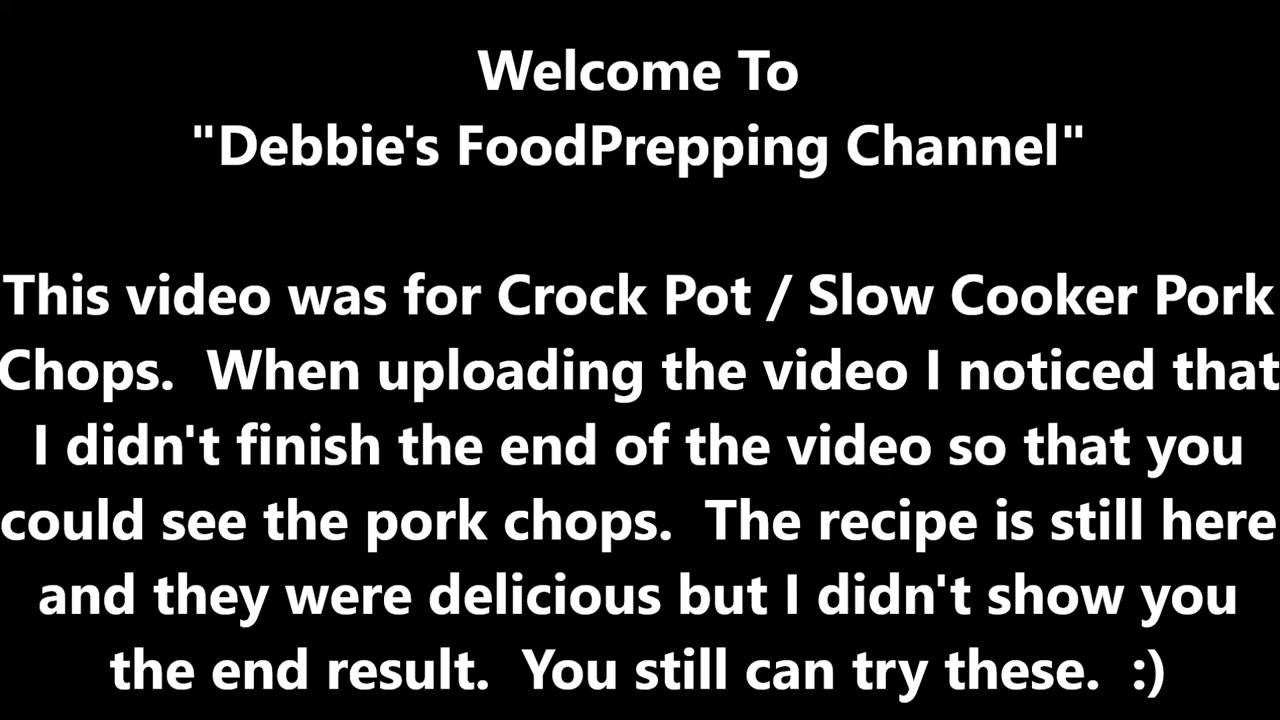 Welcome To
"Debbie's FoodPrepping Channel"
This video was for Crock Pot / Slow Cooker Pork
Chops.  When uploading the video I noticed that
I didn't finish the end of the video so that you
could see the pork chops.  The recipe is still here
and they were delicious but I didn't show you
the end result.  You still can try these.  :)